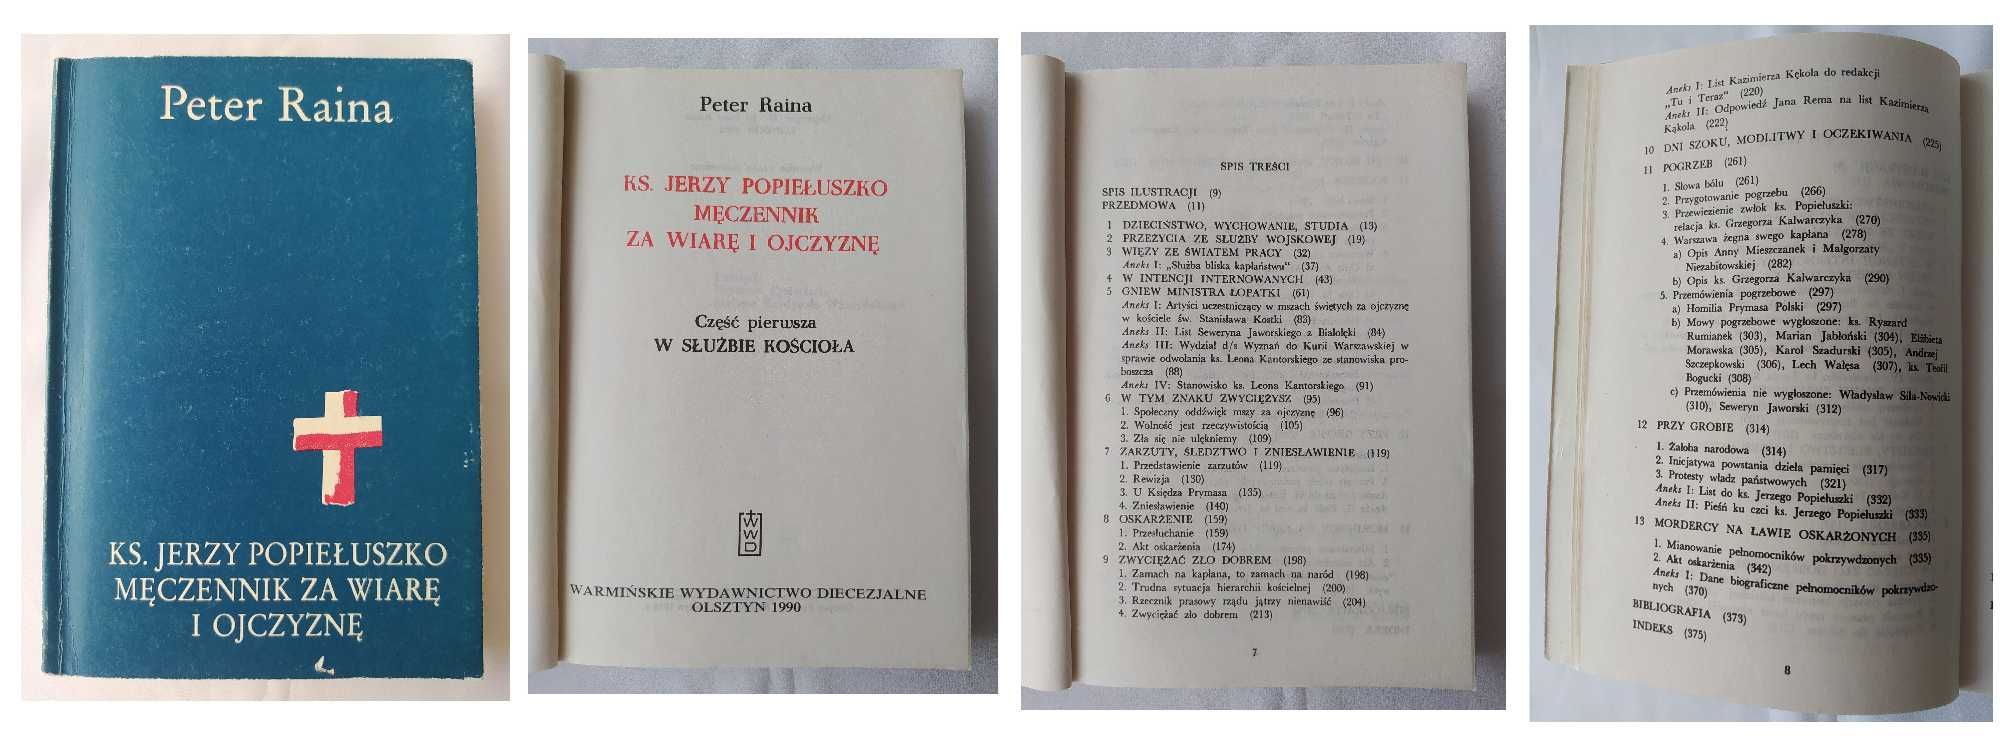 Peter Raina
KS. JERZY POPIEŁUSZKO
MĘCZENNIK ZA WIARĘ
I OJCZYZNĘ
Peter Raina
KS. JERZY POPIEŁUSZKO
MĘCZENNIK
ZA WIARĘ I OJCZYZNĘ
Część pierwsza
W SŁUŻBIE KOŚCIOŁA
WWD
WARMIŃSKIE WYDAWNICTWO DIECEZJALNE
OLSZTYN 1990
SPIS TREŚCI
SPIS ILUSTRACJI (9)
PRZEDMOWA (11)
1 DZIECIŃSTWO, WYCHOWANIE, STUDIA (13)
2 PRZEŻYCIA ZE SŁUŻBY WOJSKOWEJ (19)
3 WIĘZY ZE ŚWIATEM PRACY (32)
Aneks I: „Służba bliska kapłaństwu" (37)
4 W INTENCJI INTERNOWANYCH (43)
5 GNIEW MINISTRA ŁOPATKI (61)
Aneks I: Artyści uczestniczący w mszach świętych za ojczyznę
w kościele św. Stanisława Kostki (83)
Aneks II: List Seweryna Jaworskiego z Białołęki (84)
Aneks III: Wydział d/s Wyznań do Kurii Warszawskiej w
sprawie odwołania ks. Leona Kantorskiego ze stanowiska pro-
boszcza (88)
Aneks IV: Stanowisko ks. Leona Kantorskiego (91)
6 W TYM ZNAKU ZWYCIĘŻYSZ (95)
1. Społeczny oddźwięk mszy za ojczyznę (96)
2. Wolność jest rzeczywistością (105)
3. Zła się nie ulękniemy (109)
7 ZARZUTY, ŚLEDZTWO I ZNIESŁAWIENIE (119)
1. Przedstawienie zarzutów (119)
2. Rewizja (130)
3. U Księdza Prymasa (135)
4. Zniesławienie (140)
8 OSKARŻENIE (159)
1. Przesłuchanie (159)
2. Akt oskarżenia (174)
9 ZWYCIĘŻAĆ ZŁO DOBREM (198)
1. Zamach na kapłana, to zamach na naród (198)
2. Trudna sytuacja hierarchii kościelnej (200)
3. Rzecznik prasowy rządu jątrzy nienawiść (204)
4. Zwyciężać zło dobrem (213)
7
Aneks I: List Kazimierza Kękola do redakcji
„Tu i Teraz" (220)
Aneks II: Odpowiedź Jana Rema na list Kazimierza
Kąkola (222)
10 DNI SZOKU, MODLITWY I OCZEKIWANIA (225)
11 POGRZEB (261)
1. Słowa bólu (261)
2. Przygotowanie pogrzebu (266)
3. Przewiezienie zwłok ks. Popiełuszki:
relacja ks. Grzegorza Kalwarczyka (270)
4. Warszawa żegna swego kapłana (278)
a) Opis Anny Mieszczanek i Małgorzaty
Niezabitowskiej (282)
b) Opis ks. Grzegorza Kalwarczyka (290)
5. Przemówienia pogrzebowe (297)
a) Homilia Prymasa Polski (297)
b) Mowy pogrzebowe wygłoszone: ks. Ryszard
Rumianek (303), Marian Jabłoński (304), Elżbieta
Morawska (305), Karol Szadurski (305), Andrzej
Szczepkowski (306), Lech Wałęsa (307), ks. Teofil
Bogucki (308)
c) Przemówienia nie wygłoszone: Władysław Siła-Nowicki
(310), Seweryn Jaworski (312)
12 PRZY GROBIE (314)
1. Żałoba narodowa (314)
2. Inicjatywa powstania dzieła pamięci (317)
3. Protesty władz państwowych (321)
Aneks I: List do ks. Jerzego Popiełuszki (332)
Aneks II: Pieśń ku czci ks. Jerzego Popiełuszki (333)
13 MORDERCY NA ŁAWIE OSKARŻONYCH (335)
1. Mianowanie pełnomocników pokrzywdzonych (335)
2. Akt oskarżenia (342)
Aneks I: Dane biograficzne pełnomocników pokrzywdzo-
nych (370)
BIBLIOGRAFIA (373)
INDEKS (375)
8